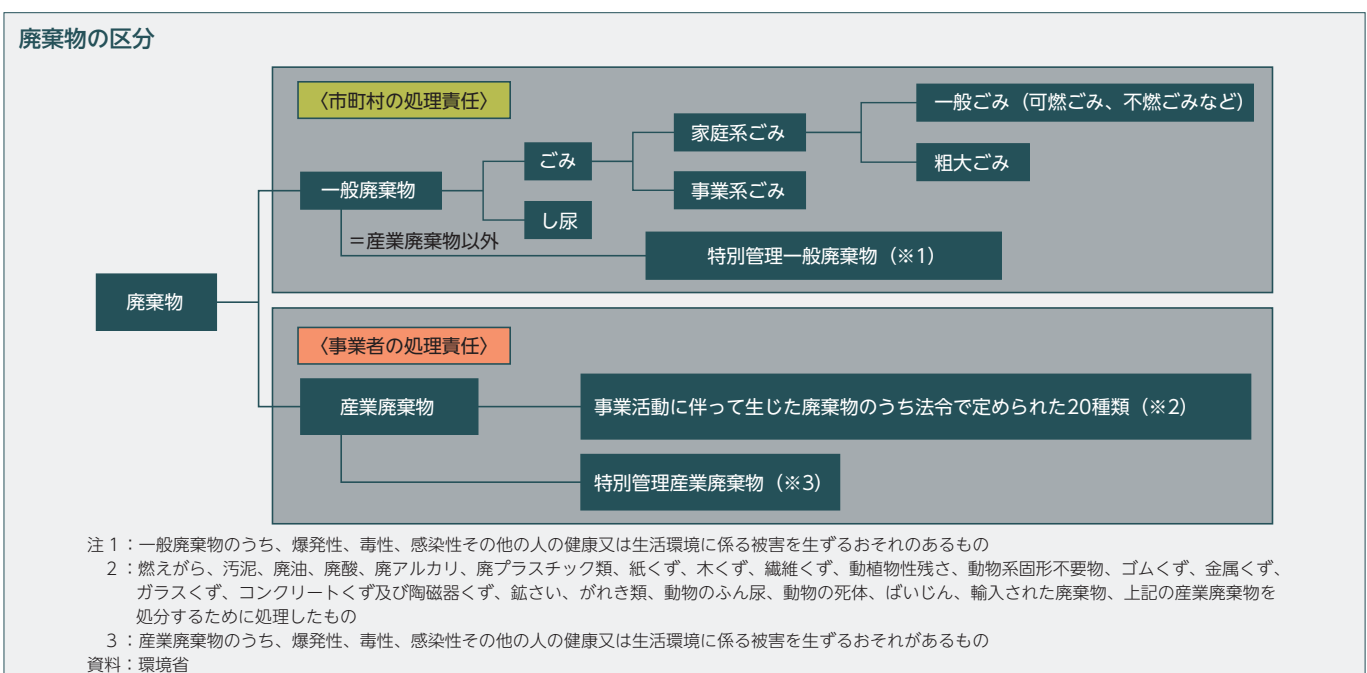 廃棄物の区分
〈市町村の処理責任〉
一般ごみ（可燃ごみ、不燃ごみなど）
家庭系ごみ
ごみ
粗大ごみ
一般廃棄物
事業系ごみ
し尿
＝産業廃棄物以外
特別管理一般廃棄物（※1）
廃棄物
〈事業者の処理責任〉
産業廃棄物
事業活動に伴って生じた廃棄物のうち法令で定められた20種類（※2）
特別管理産業廃棄物（※3）
注１：一般廃棄物のうち、爆発性、毒性、感染性その他の人の健康又は生活環境に係る被害を生ずるおそれのあるもの
２：燃えがら、汚泥、廃油、廃酸、廃アルカリ、廃プラスチック類、紙くず、木くず、繊維くず、動植物性残さ、動物系固形不要物、ゴムくず、金属くず、
ガラスくず、コンクリートくず及び陶磁器くず、鉱さい、がれき類、動物のふん尿、動物の死体、ばいじん、輸入された廃棄物、上記の産業廃棄物を
処分するために処理したもの
３：産業廃棄物のうち、爆発性、毒性、感染性その他の人の健康又は生活環境に係る被害を生ずるおそれがあるもの
資料：環境省